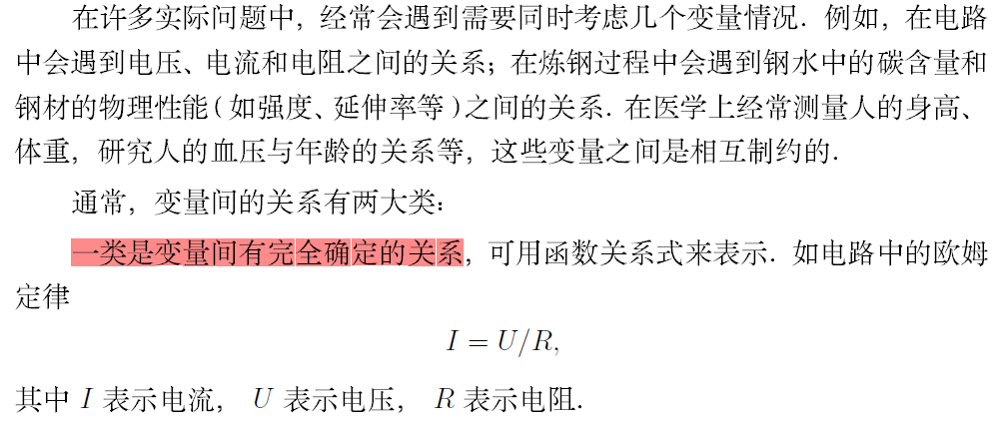 在许多实际问题中，经常会遇到需要同时考虑几个变量情况．例如，在电路
中会遇到电压、电流和电阻之间的关系；在炼钢过程中会遇到钢水中的碳含量和
钢材的物理性能（如强度、延伸率等）之间的关系．在医学上经常测量人的身高、
体重，研究人的血压与年龄的关系等，这些变量之间是相互制约的．
通常，变量间的关系有两大类：
一类是变量间有完全确定的关系，可用函数关系式来表示．如电路中的欧姆
定律
I = U/R,
其中 I 表示电流， U 表示电压， R 表示电阻．